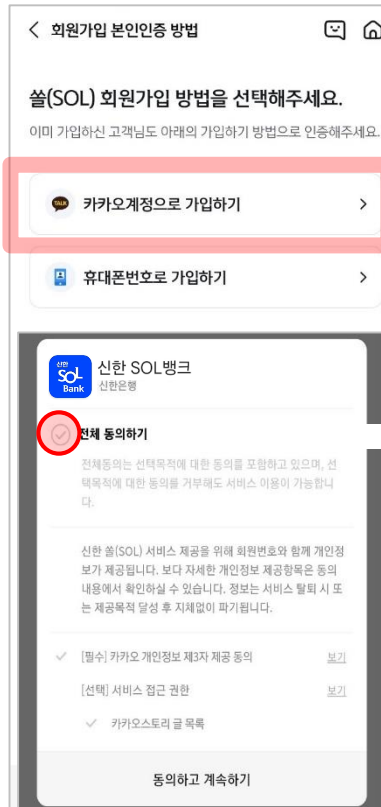 회원가입 본인인증 방법
쏠(SOL) 회원가입 방법을 선택해주세요.
이미 가입하신 고객님도 아래의 가입하기 방법으로 인증해주세요.
TALK
카카오계정으로 가입하기
휴대폰번호로 가입하기
신한
SOL
Bank
신한 SOL뱅크
신한은행
전체 동의하기
전체동의는 선택목적에 대한 동의를 포함하고 있으며, 선
택목적에 대한 동의를 거부해도 서비스 이용이 가능합니
다.
신한 쏠(SOL) 서비스 제공을 위해 회원번호와 함께 개인정
보가 제공됩니다. 보다 자세한 개인정보 제공항목은 동의
내용에서 확인하실 수 있습니다. 정보는 서비스 탈퇴 시 또
는 제공목적 달성 후 지체없이 파기됩니다.
[필수] 카카오 개인정보 제3자 제공 동의 보기
[선택] 서비스 접근 권한 보기
카카오스토리 글 목록
동의하고 계속하기